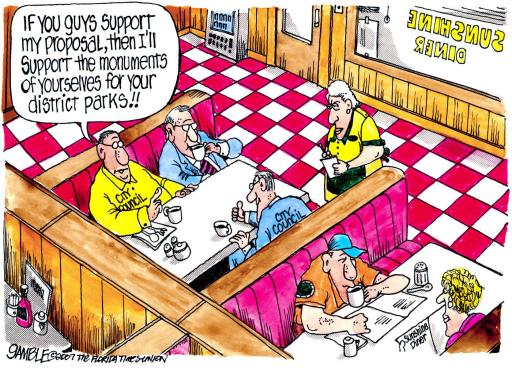 IF YOU GUYS SUPPORT
MY PROPOSAL, THEN I'LL
SUPPORT THE MONUMENTS
OF YOURSELVES FOR YOUR
DISTRICT PARKS!!
SUNSHINE
DINER
CITY
COUNCIL
CITY
COUNCIL
Sunshine
Diner
GAMBLE ©2007 THE FLORIDA TIMES-UNION